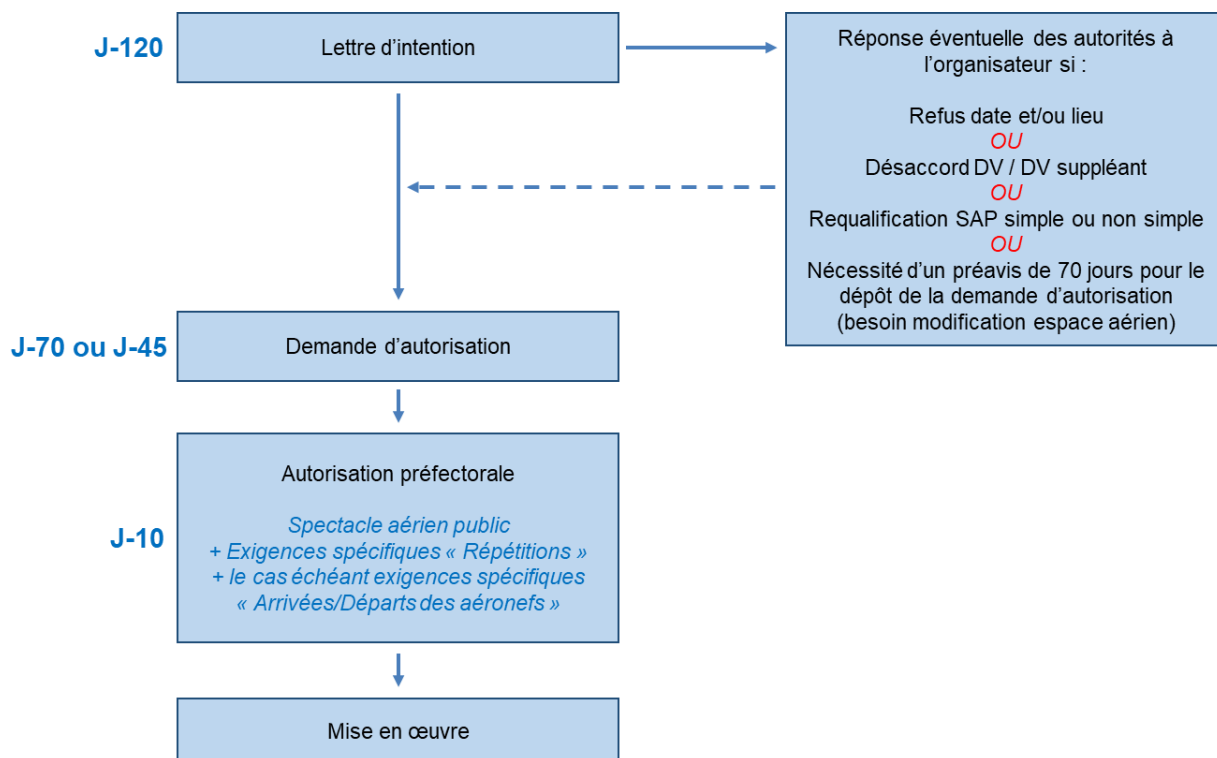 J-120
Lettre d’intention
Réponse éventuelle des autorités à
l’organisateur si :
Refus date et/ou lieu
OU
Désaccord DV / DV suppléant
OU
Requalification SAP simple ou non simple
OU
Nécessité d’un préavis de 70 jours pour le
dépôt de la demande d’autorisation
(besoin modification espace aérien)
J-70 ou J-45
Demande d’autorisation
J-10
Autorisation préfectorale
Spectacle aérien public
+ Exigences spécifiques « Répétitions »
+ le cas échéant exigences spécifiques
« Arrivées/Départs des aéronefs »
Mise en œuvre